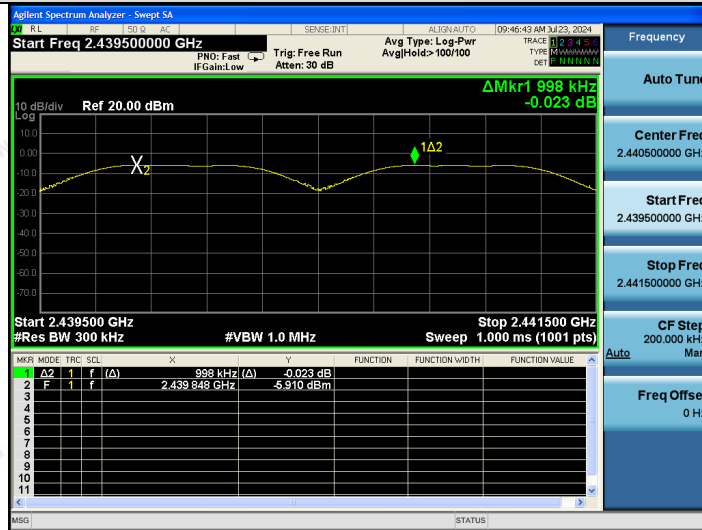 Agilent Spectrum Analyzer - Swept SA
LXI RL RF 50 Ω AC SENSE:INT ALIGNAUTO 09:46:43 AM Jul 23, 2024
Start Freq 2.439500000 GHz
PNO: Fast
IFGain:Low
Trig: Free Run
Atten: 30 dB
Avg Type: Log-Pwr
Avg|Hold:> 100/100
TRACE 1 2 3 4 5 6
TYPE M
DET P N N N N N
ΔMkr1 998 kHz
-0.023 dB
10 dB/div Ref 20.00 dBm
Log
10.0
0.00
-10.0
-20.0
-30.0
-40.0
-50.0
-60.0
-70.0
X2
1Δ2
Start 2.439500 GHz Stop 2.441500 GHz
#Res BW 300 kHz #VBW 1.0 MHz Sweep 1.000 ms (1001 pts)
MKR MODE TRC SCL X Y FUNCTION FUNCTION WIDTH FUNCTION VALUE
1 Δ2 1 f (Δ) 998 kHz (Δ) -0.023 dB
2 F 1 f 2.439 848 GHz -5.910 dBm
3
4
5
6
7
8
9
10
11
MSG STATUS
Frequency
Auto Tune
Center Freq
2.440500000 GHz
Start Freq
2.439500000 GHz
Stop Freq
2.441500000 GHz
CF Step
200.000 kHz
Auto Man
Freq Offset
0 Hz